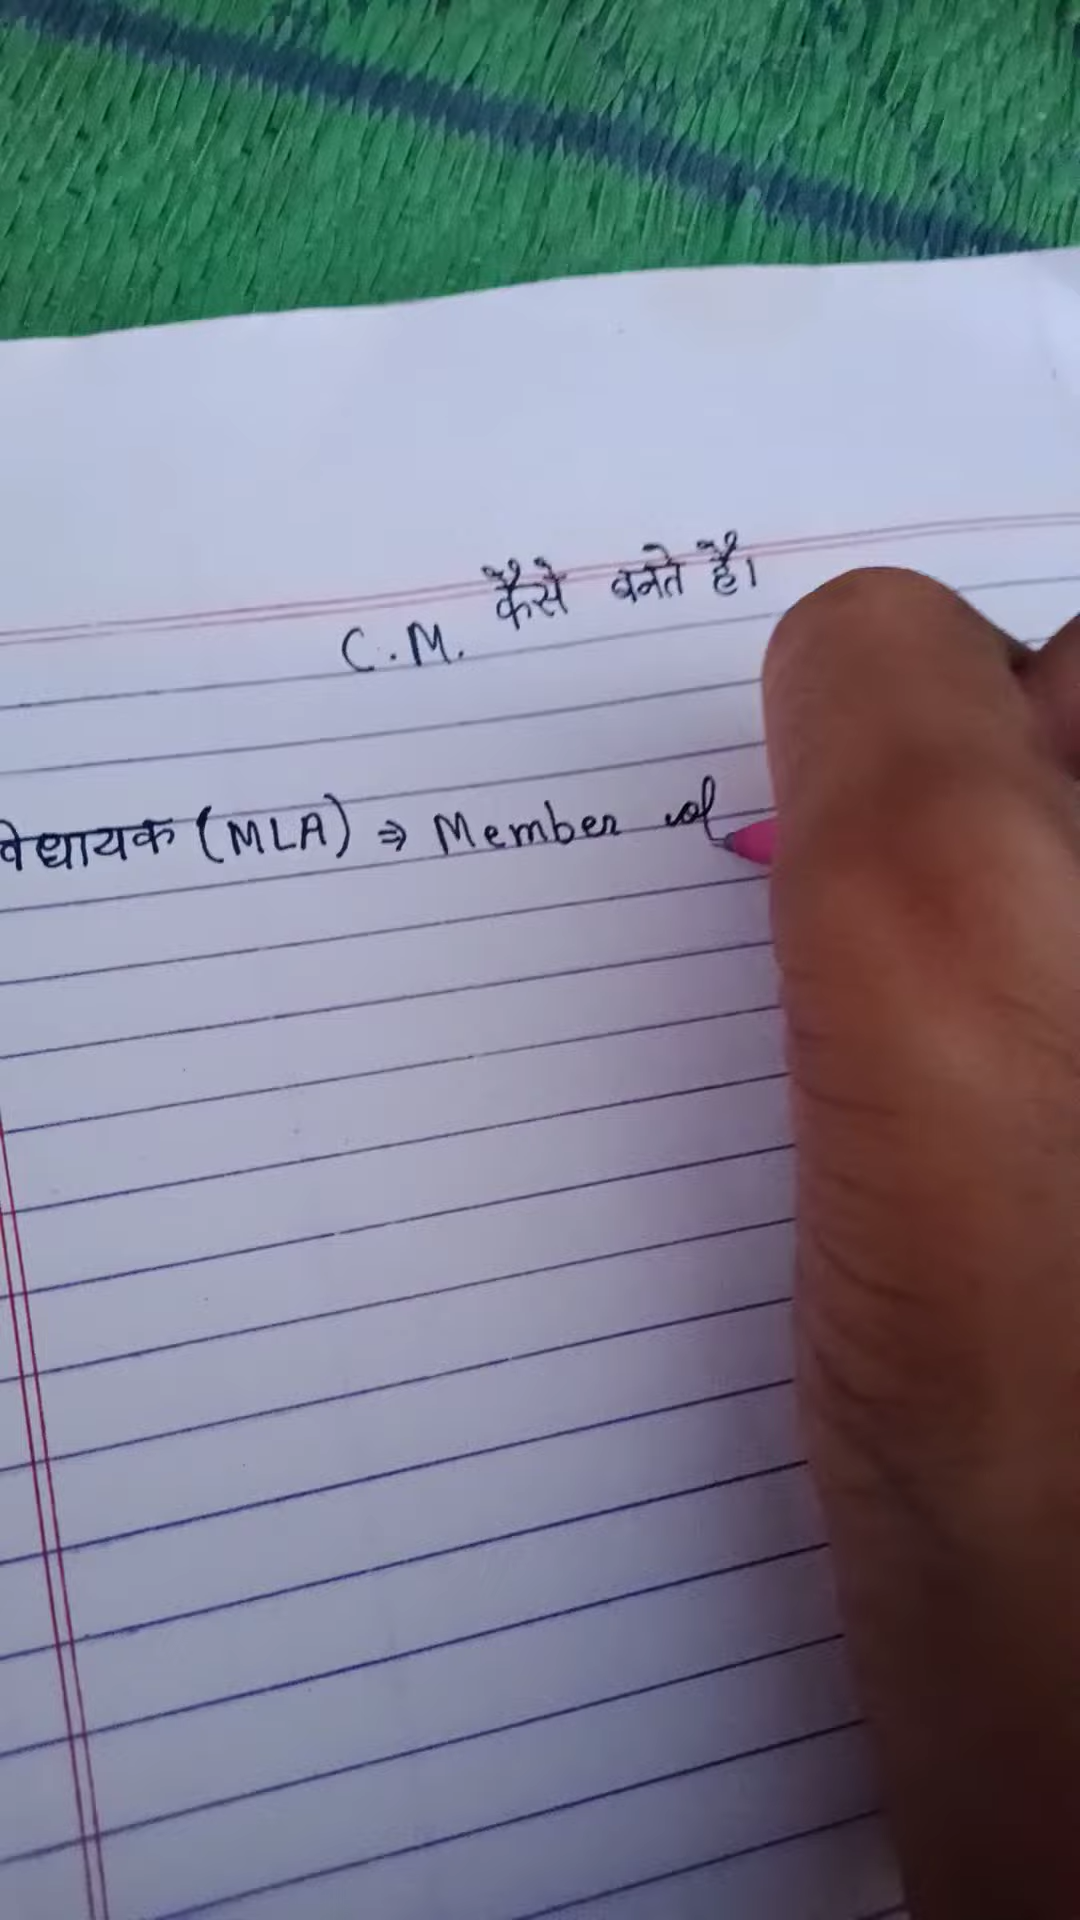 C.M. कैसे बनते है।
विधायक (MLA) ⇒ Member of